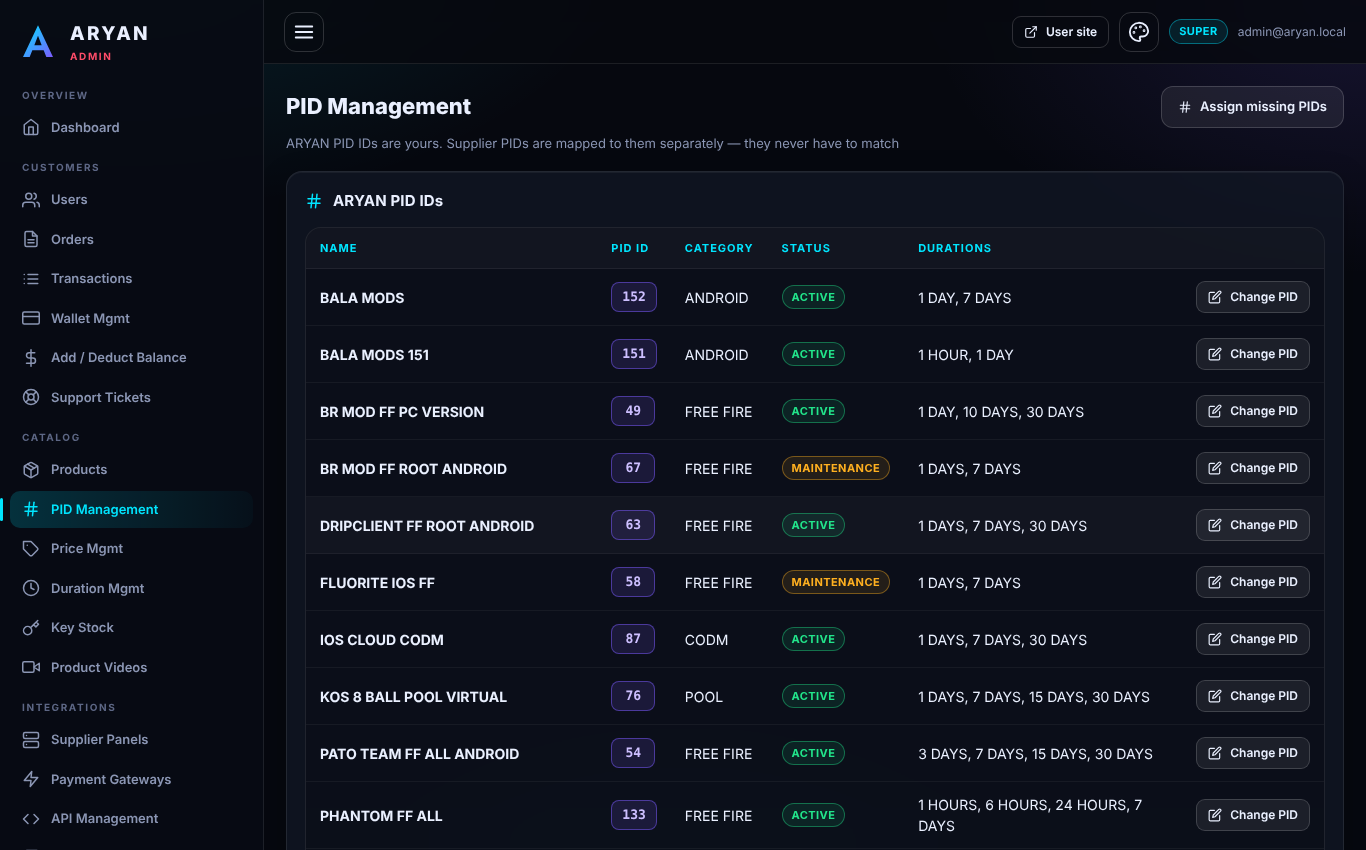 ARYAN
ADMIN
OVERVIEW
Dashboard
CUSTOMERS
Users
Orders
Transactions
Wallet Mgmt
Add / Deduct Balance
Support Tickets
CATALOG
Products
PID Management
Price Mgmt
Duration Mgmt
Key Stock
Product Videos
INTEGRATIONS
Supplier Panels
Payment Gateways
API Management
User site
SUPER
admin@aryan.local
PID Management
Assign missing PIDs
ARYAN PID IDs are yours. Supplier PIDs are mapped to them separately — they never have to match
ARYAN PID IDs
NAME PID ID CATEGORY STATUS DURATIONS
BALA MODS 152 ANDROID ACTIVE 1 DAY, 7 DAYS Change PID
BALA MODS 151 151 ANDROID ACTIVE 1 HOUR, 1 DAY Change PID
BR MOD FF PC VERSION 49 FREE FIRE ACTIVE 1 DAY, 10 DAYS, 30 DAYS Change PID
BR MOD FF ROOT ANDROID 67 FREE FIRE MAINTENANCE 1 DAYS, 7 DAYS Change PID
DRIPCLIENT FF ROOT ANDROID 63 FREE FIRE ACTIVE 1 DAYS, 7 DAYS, 30 DAYS Change PID
FLUORITE IOS FF 58 FREE FIRE MAINTENANCE 1 DAYS, 7 DAYS Change PID
IOS CLOUD CODM 87 CODM ACTIVE 1 DAYS, 7 DAYS, 30 DAYS Change PID
KOS 8 BALL POOL VIRTUAL 76 POOL ACTIVE 1 DAYS, 7 DAYS, 15 DAYS, 30 DAYS Change PID
PATO TEAM FF ALL ANDROID 54 FREE FIRE ACTIVE 3 DAYS, 7 DAYS, 15 DAYS, 30 DAYS Change PID
PHANTOM FF ALL 133 FREE FIRE ACTIVE 1 HOURS, 6 HOURS, 24 HOURS, 7
DAYS Change PID